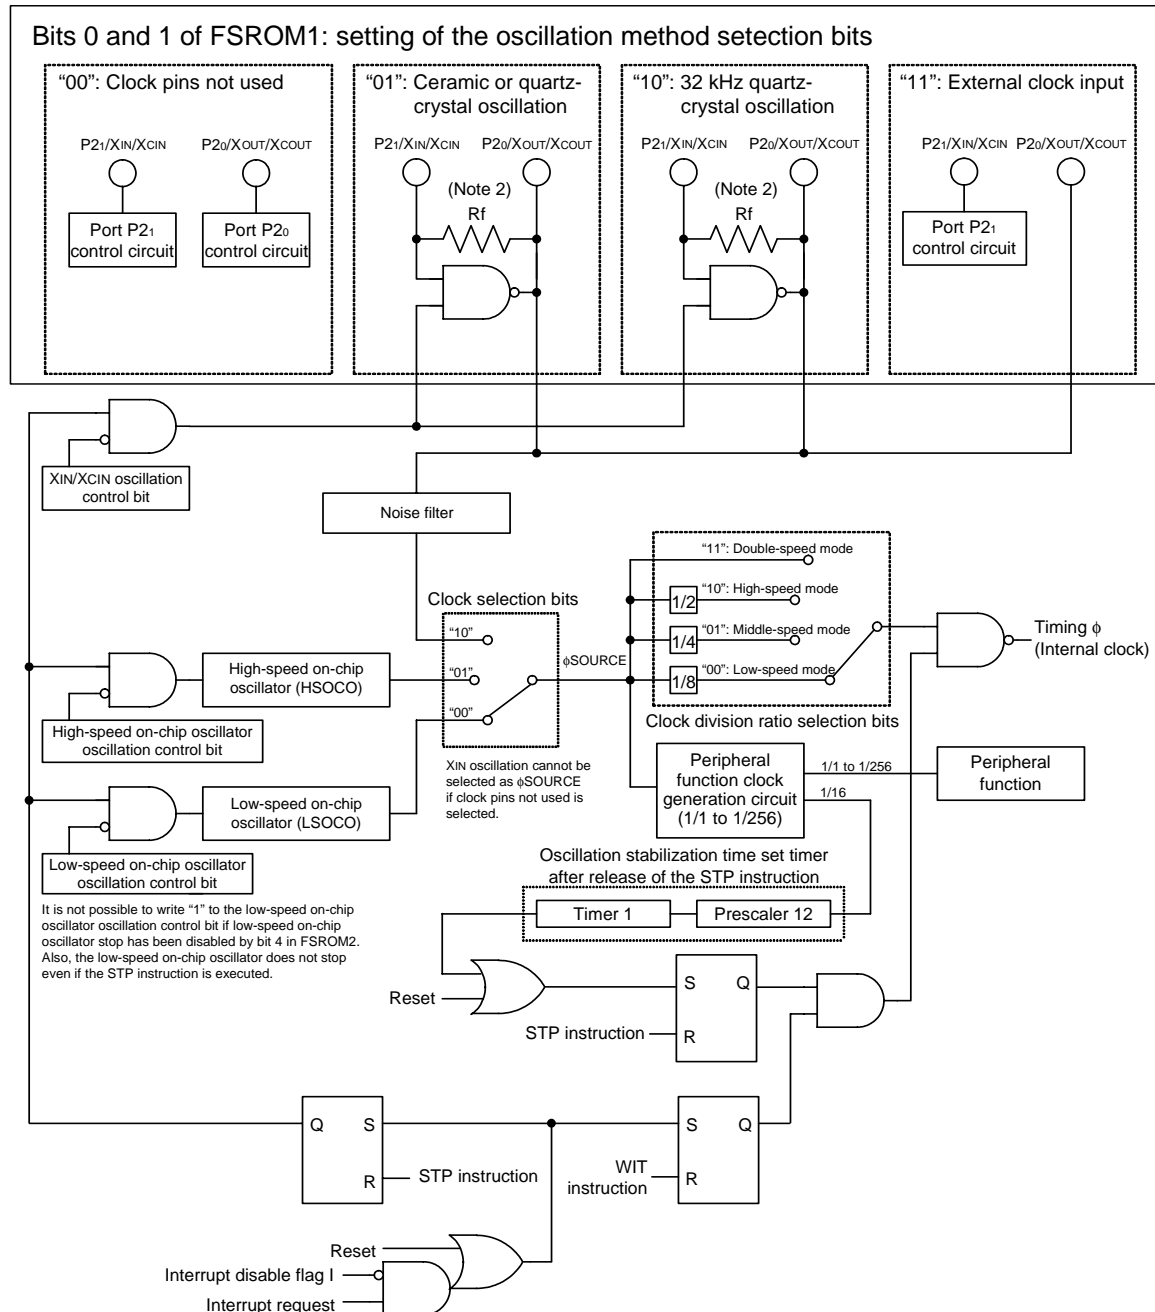 Bits 0 and 1 of FSROM1: setting of the oscillation method setection bits
“00”: Clock pins not used
P21/XIN/XCIN
P20/XOUT/XCOUT
Port P21
control circuit
Port P20
control circuit
“01”: Ceramic or quartz-
crystal oscillation
P21/XIN/XCIN
P20/XOUT/XCOUT
(Note 2)
Rf
“10”: 32 kHz quartz-
crystal oscillation
P21/XIN/XCIN
P20/XOUT/XCOUT
(Note 2)
Rf
“11”: External clock input
P21/XIN/XCIN
P20/XOUT/XCOUT
Port P21
control circuit
XIN/XCIN oscillation
control bit
Noise filter
“11”: Double-speed mode
1/2
“10”: High-speed mode
1/4
“01”: Middle-speed mode
1/8
“00”: Low-speed mode
Clock division ratio selection bits
Timing ϕ
(Internal clock)
Clock selection bits
“10”
“01”
“00”
ϕSOURCE
High-speed on-chip
oscillator (HSOCO)
High-speed on-chip oscillator
oscillation control bit
XIN oscillation cannot be
selected as ϕSOURCE
if clock pins not used is
selected.
Peripheral
function clock
generation circuit
(1/1 to 1/256)
1/1 to 1/256
1/16
Peripheral
function
Low-speed on-chip
oscillator (LSOCO)
Low-speed on-chip oscillator
oscillation control bit
It is not possible to write “1” to the low-speed on-chip
oscillator oscillation control bit if low-speed on-chip
oscillator stop has been disabled by bit 4 in FSROM2.
Also, the low-speed on-chip oscillator does not stop
even if the STP instruction is executed.
Oscillation stabilization time set timer
after release of the STP instruction
Timer 1
Prescaler 12
Reset
STP instruction
S
Q
R
Q
S
R
STP instruction
WIT
instruction
S
Q
R
Reset
Interrupt disable flag I
Interrupt request